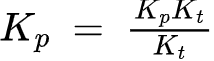 $K_p = \frac{K_p K_t}{K_t}$